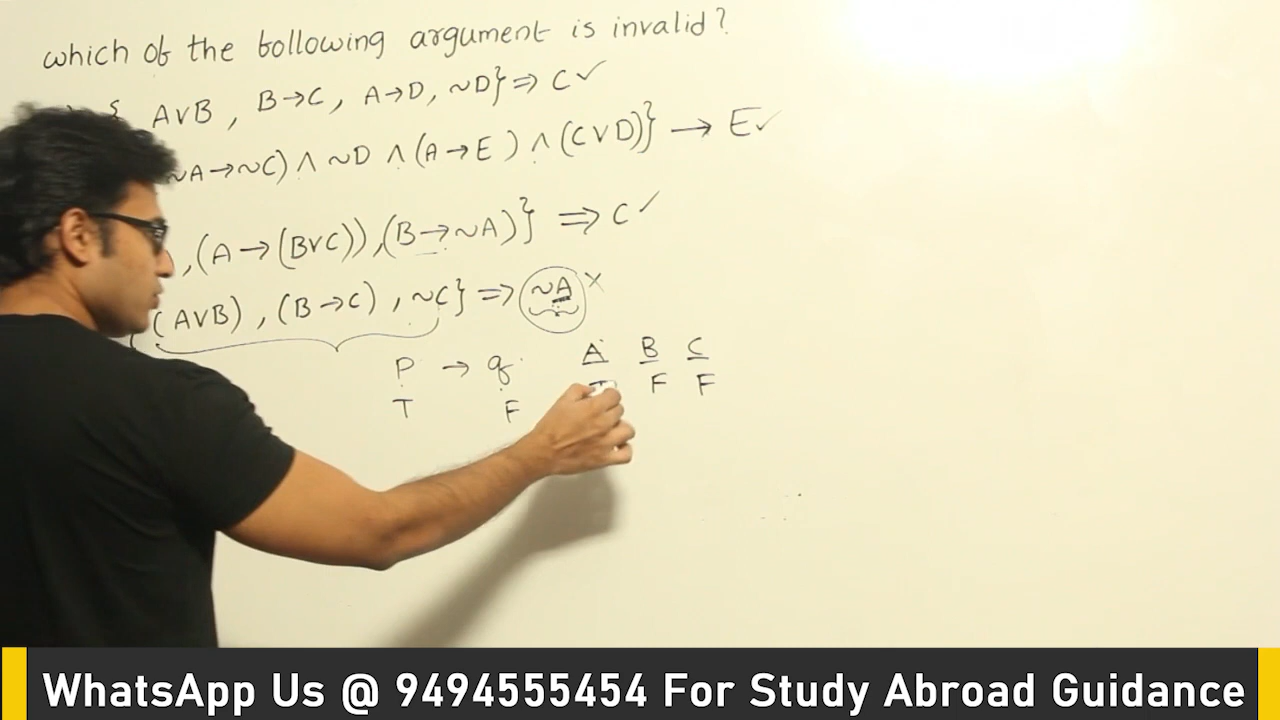 which of the following argument is invalid?
{ A∨B , B→C , A→D, ~D} ⇒ C ✓
~A→~C) ∧ ~D ∧ (A→E) ∧ (C∨D)} → E ✓
,(A→(B∨C)),(B→~A)} ⇒ C ✓
{(A∨B) , (B→C) , ~C} ⇒ ~A ×
P → q A B C
T F T F F
WhatsApp Us @ 9494555454 For Study Abroad Guidance